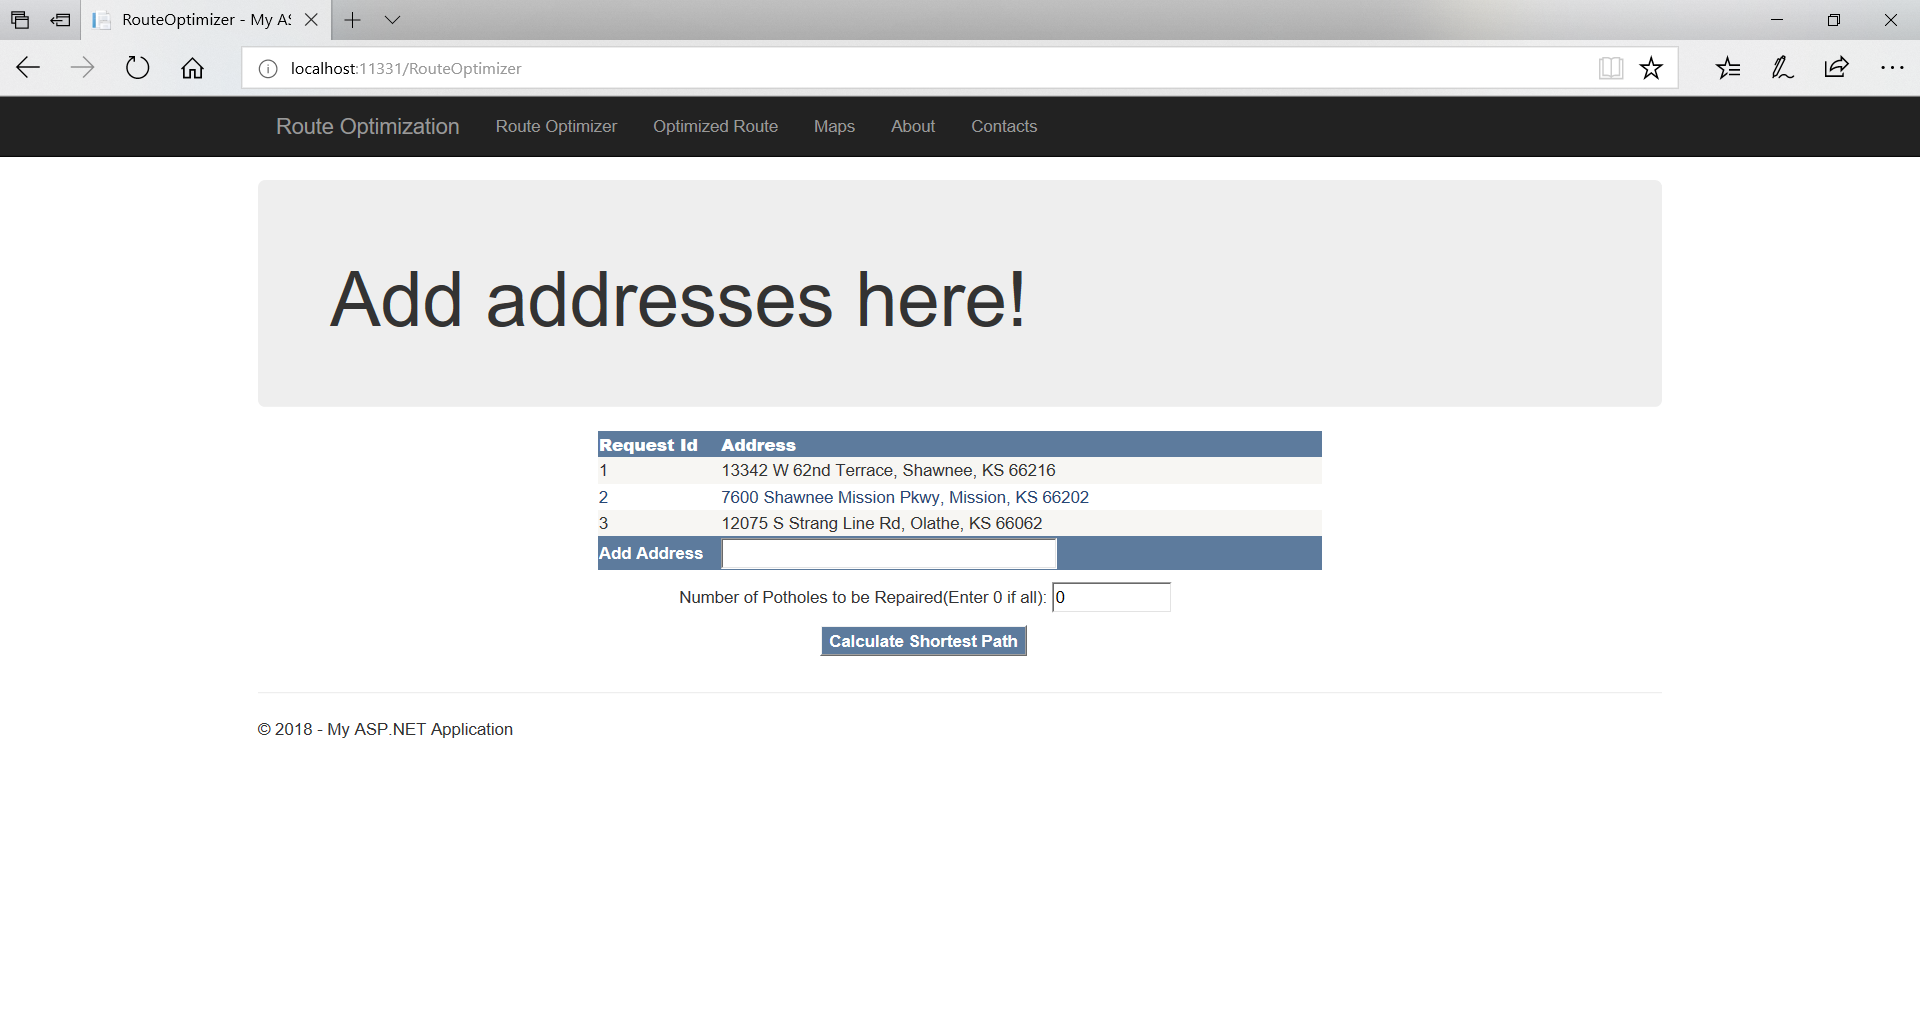 RouteOptimizer - My AS
localhost:11331/RouteOptimizer
Route Optimization Route Optimizer Optimized Route Maps About Contacts
Add addresses here!
Request Id Address
1 13342 W 62nd Terrace, Shawnee, KS 66216
2 7600 Shawnee Mission Pkwy, Mission, KS 66202
3 12075 S Strang Line Rd, Olathe, KS 66062
Add Address
Number of Potholes to be Repaired(Enter 0 if all): 0
Calculate Shortest Path
© 2018 - My ASP.NET Application